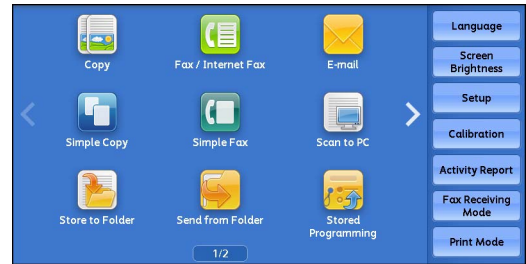 Copy
Fax / Internet Fax
E-mail
Simple Copy
Simple Fax
Scan to PC
Store to Folder
Send from Folder
Stored
Programming
1/2
Language
Screen
Brightness
Setup
Calibration
Activity Report
Fax Receiving
Mode
Print Mode